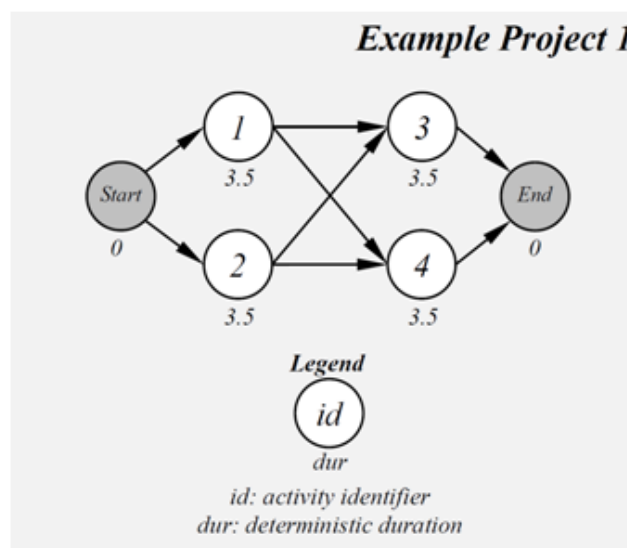 Example Project 1
1
3
3.5
3.5
Start
End
0
0
2
4
3.5
3.5
Legend
id
dur
id: activity identifier
dur: deterministic duration